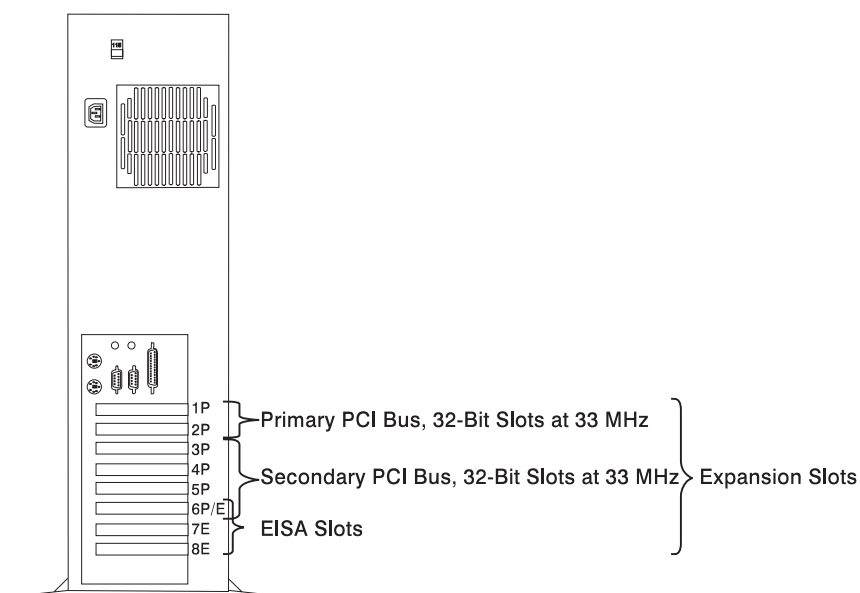 115
1P
2P
Primary PCI Bus, 32-Bit Slots at 33 MHz
3P
4P
5P
Secondary PCI Bus, 32-Bit Slots at 33 MHz
Expansion Slots
6P/E
7E
8E
EISA Slots